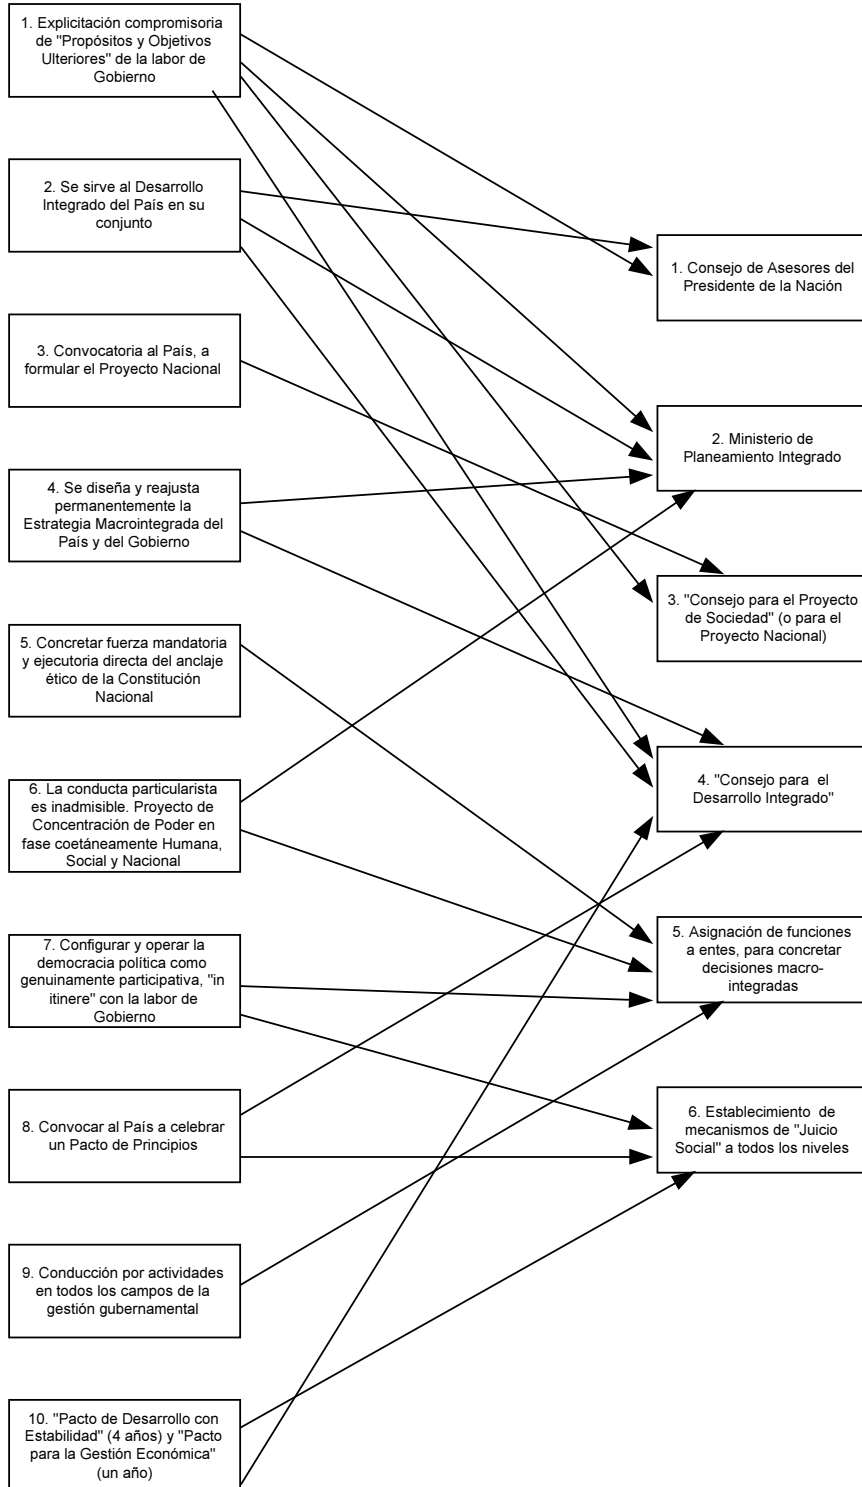 1. Explicitación compromisoria
de "Propósitos y Objetivos
Ulteriores" de la labor de
Gobierno
2. Se sirve al Desarrollo
Integrado del País en su
conjunto
3. Convocatoria al País, a
formular el Proyecto Nacional
4. Se diseña y reajusta
permanentemente la
Estrategia Macrointegrada del
País y del Gobierno
5. Concretar fuerza mandatoria
y ejecutoria directa del anclaje
ético de la Constitución
Nacional
6. La conducta particularista
es inadmisible. Proyecto de
Concentración de Poder en
fase coetáneamente Humana,
Social y Nacional
7. Configurar y operar la
democracia política como
genuinamente participativa, "in
itinere" con la labor de
Gobierno
8. Convocar al País a celebrar
un Pacto de Principios
9. Conducción por actividades
en todos los campos de la
gestión gubernamental
10. "Pacto de Desarrollo con
Estabilidad" (4 años) y "Pacto
para la Gestión Económica"
(un año)
1. Consejo de Asesores del
Presidente de la Nación
2. Ministerio de
Planeamiento Integrado
3. "Consejo para el Proyecto
de Sociedad" (o para el
Proyecto Nacional)
4. "Consejo para el
Desarrollo Integrado"
5. Asignación de funciones
a entes, para concretar
decisiones macro-
integradas
6. Establecimiento de
mecanismos de "Juicio
Social" a todos los niveles